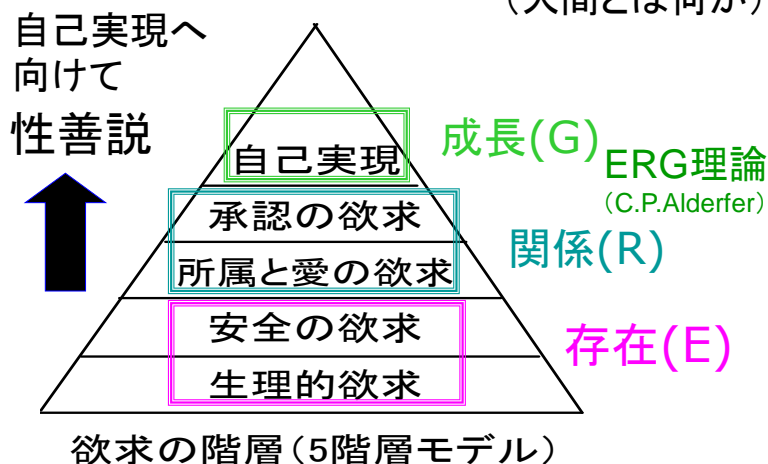 （人間とは何か）
自己実現へ
向けて
性善説
自己実現
成長(G)
ERG理論
（C.P.Alderfer）
承認の欲求
所属と愛の欲求
関係(R)
安全の欲求
生理的欲求
存在(E)
欲求の階層（5階層モデル）